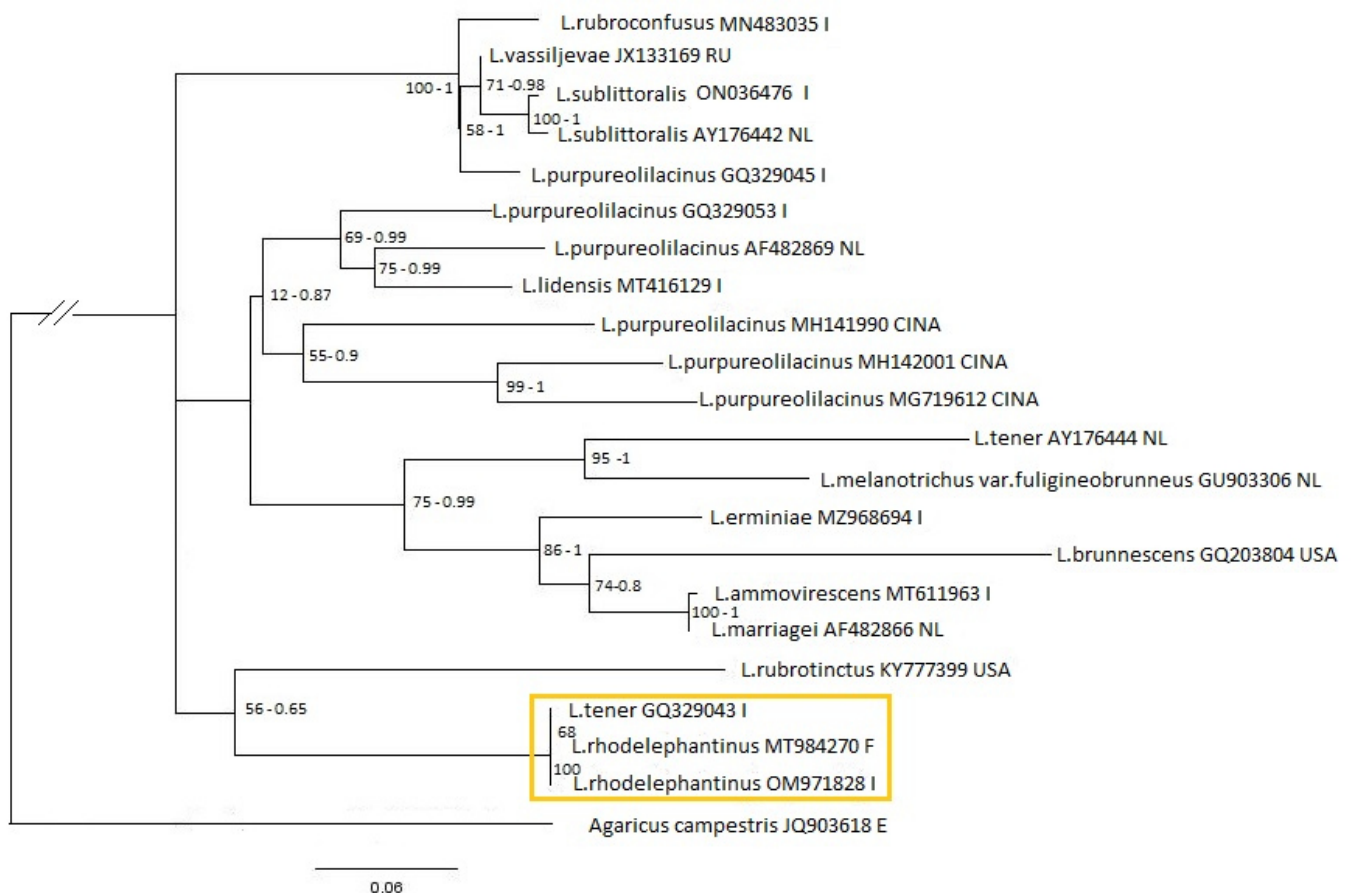 L.rubroconfusus MN483035 I
L.vassiljevae JX133169 RU
100 - 1
71-0.98
L.sublittoralis ON036476 I
100-1
58 - 1
L.sublittoralis AY176442 NL
L.purpureolilacinus GQ329045 I
L.purpureolilacinus GQ329053 I
69 - 0.99
L.purpureolilacinus AF482869 NL
75 - 0.99
L.lidensis MT416129 I
12 - 0.87
L.purpureolilacinus MH141990 CINA
55- 0.9
L.purpureolilacinus MH142001 CINA
99 - 1
L.purpureolilacinus MG719612 CINA
L.tener AY176444 NL
95 -1
L.melanotrichus var.fuligineobrunneus GU903306 NL
75 - 0.99
L.erminiae MZ968694 I
86 - 1
L.brunnescens GQ203804 USA
74-0.8
L.ammovirescens MT611963 I
100 - 1
L.marriagei AF482866 NL
L.rubrotinctus KY777399 USA
56 - 0.65
L.tener GQ329043 I
68
L.rhodelephantinus MT984270 F
100
L.rhodelephantinus OM971828 I
Agaricus campestris JQ903618 E
0.06